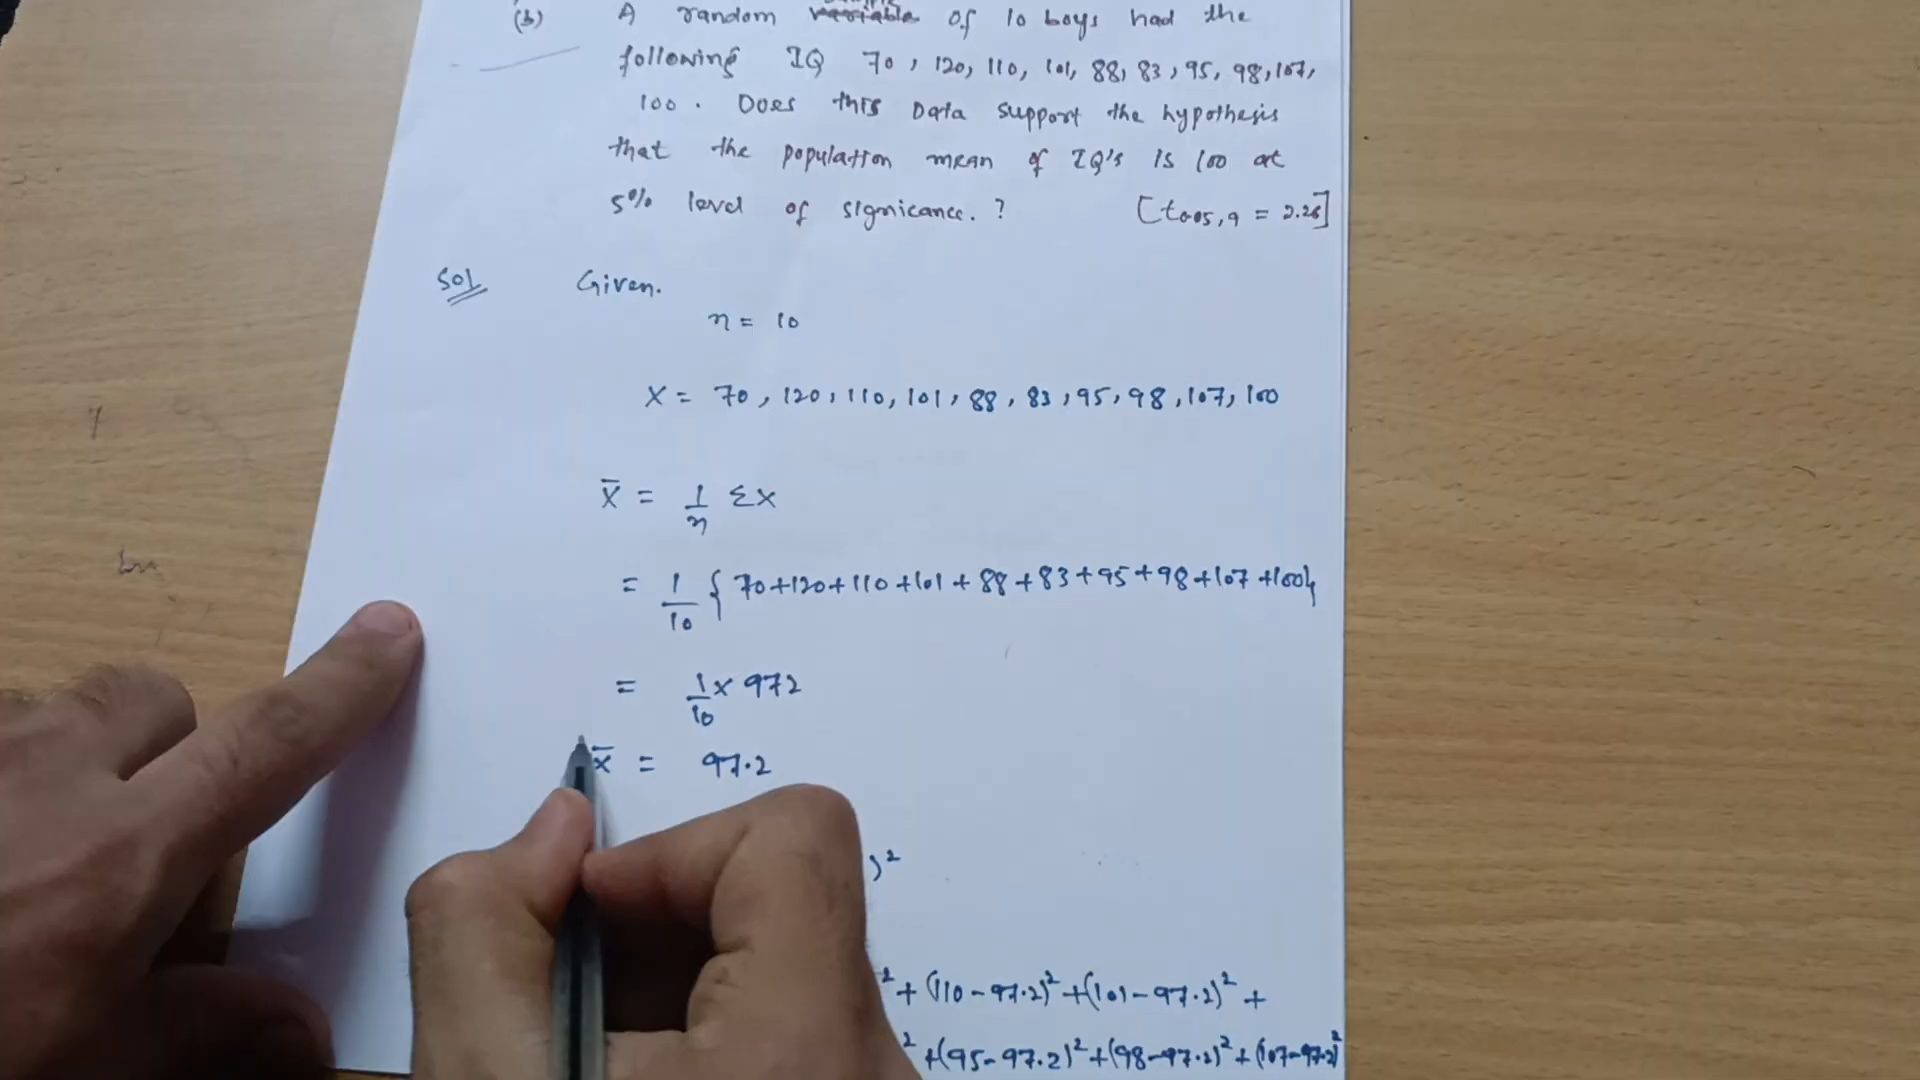 (b) A random variable of 10 boys had the
following IQ 70, 120, 110, 101, 88, 83, 95, 98, 107,
100. Does this Data support the hypothesis
that the population mean of IQ's is 100 at
5% level of signicance.? [t0.05,9 = 2.26]
Sol Given.
n = 10
X = 70, 120, 110, 101, 88, 83, 95, 98, 107, 100
X̄ = 1/n Σx
= 1/10 { 70+120+110+101+88+83+95+98+107+100}
= 1/10 x 972
x̄ = 97.2
)²
² + (110-97.2)² + (101-97.2)² +
² + (95-97.2)² + (98-97.2)² + (107-97.2)²